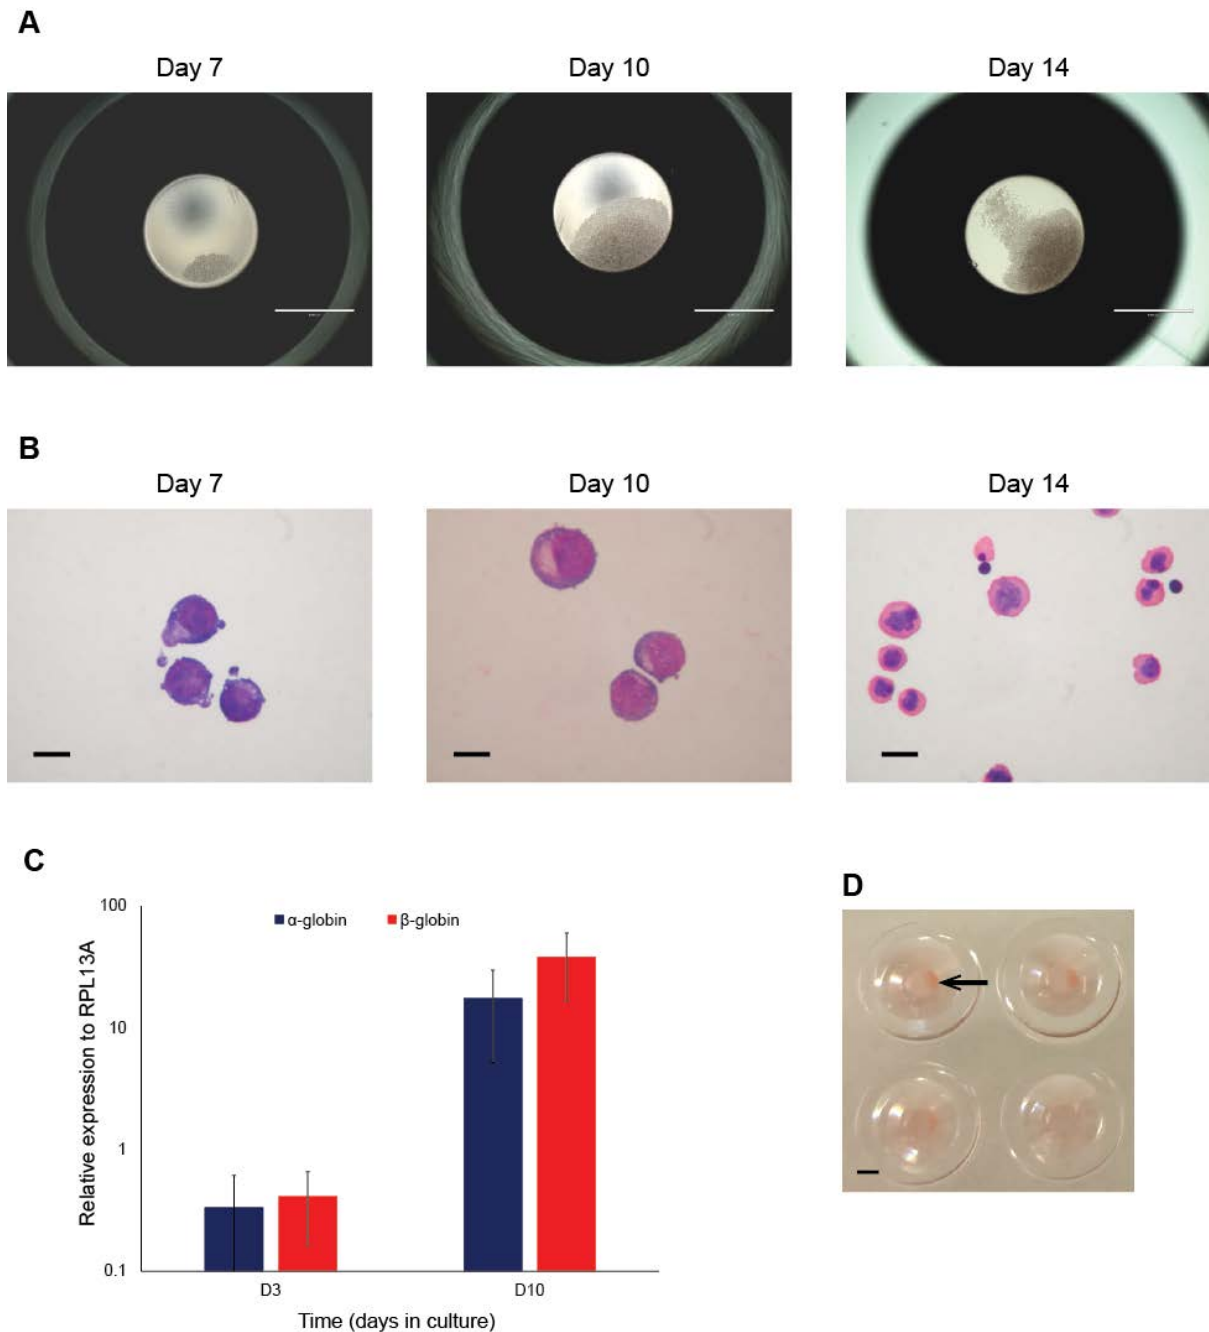 A
Day 7
Day 10
Day 14
B
Day 7
Day 10
Day 14
C
D
100
10
1
0.1
α-globin
β-globin
Relative expression to RPL13A
D3
D10
Time (days in culture)